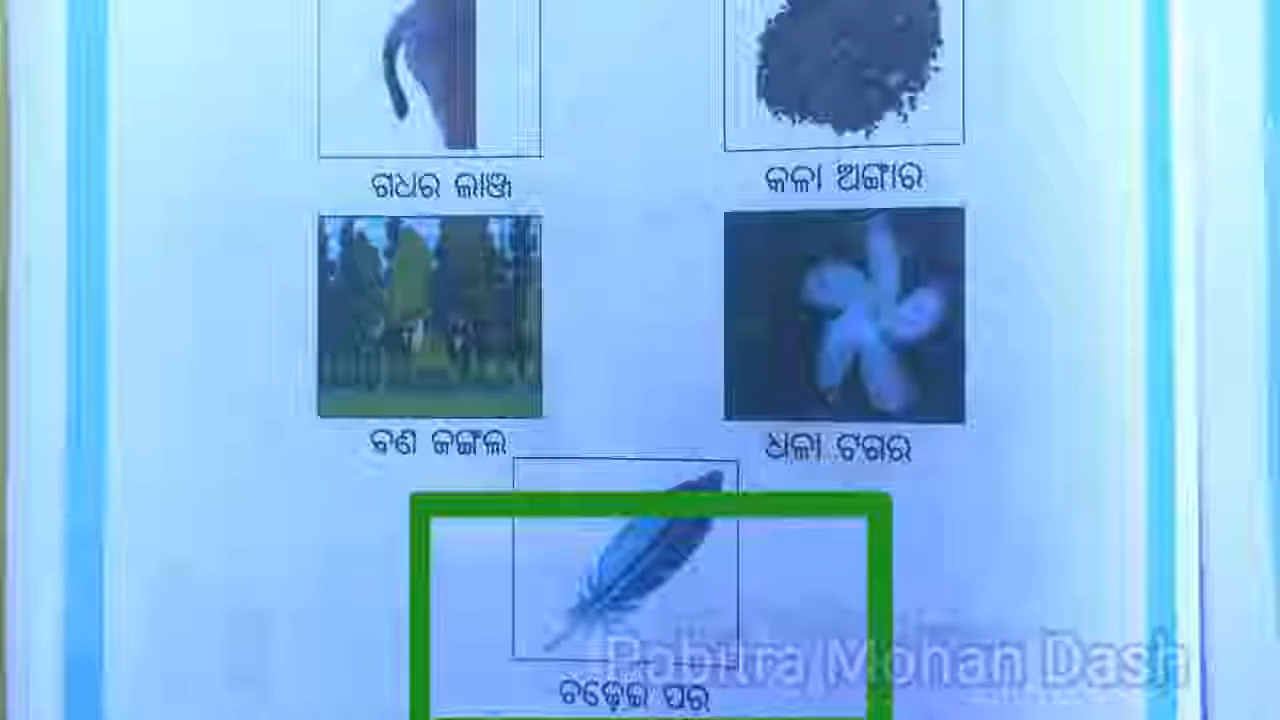 ଗଧର ଲାଞ୍ଜ
କଳା ଅଙ୍ଗାର
ବଣ ଜଙ୍ଗଲ
ଧଳା ଟଗର
ଚଢ଼େଇ ପର
Pabitra Mohan Dash